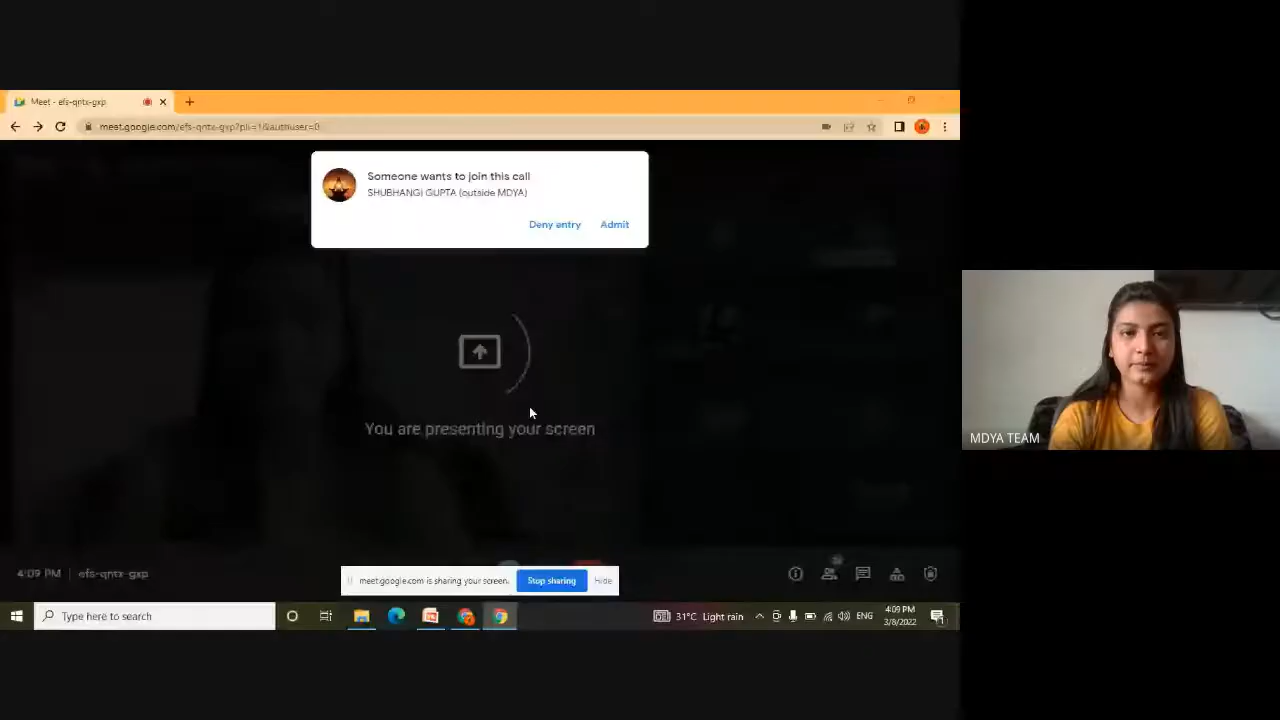 Meet - efs-qntx-gxp
meet.google.com/efs-qntx-gxp?pli=1&authuser=0
Someone wants to join this call
SHUBHANGI GUPTA (outside MDYA)
Deny entry Admit
You are presenting your screen
MDYA TEAM
4:09 PM | efs-qntx-gxp
meet.google.com is sharing your screen.
Stop sharing
Hide
Type here to search
31°C Light rain
ENG
4:09 PM
3/8/2022